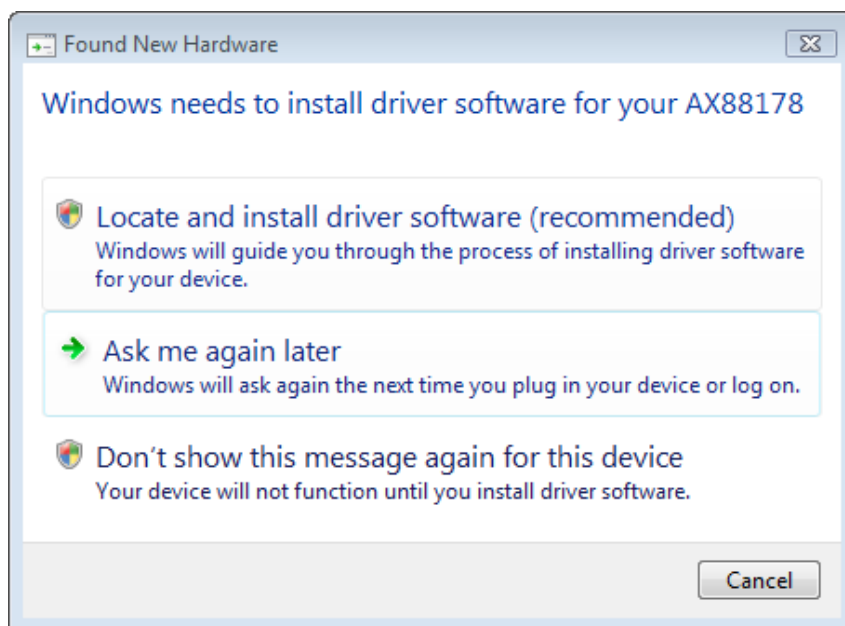 Found New Hardware
Windows needs to install driver software for your AX88178
Locate and install driver software (recommended)
Windows will guide you through the process of installing driver software
for your device.
Ask me again later
Windows will ask again the next time you plug in your device or log on.
Don't show this message again for this device
Your device will not function until you install driver software.
Cancel